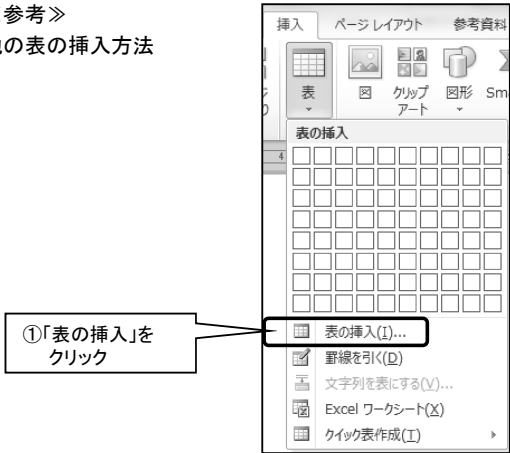 参考≫
の表の挿入方法
挿入
ページ レイアウト
参考資料
表
図
クリップ
アート
図形
Sm
表の挿入
4
表の挿入(I)...
罫線を引く(D)
文字列を表にする(V)...
Excel ワークシート(X)
クイック表作成(T)
①「表の挿入」を
クリック